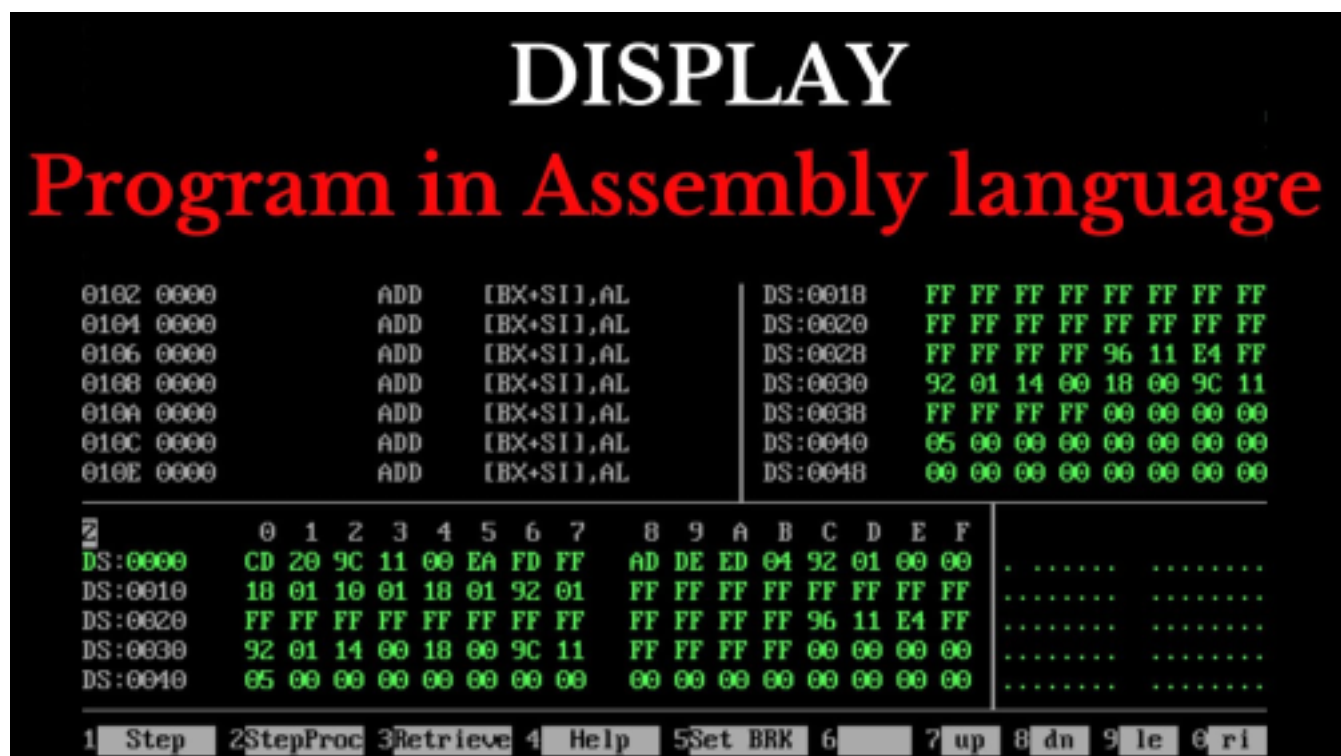 DISPLAY
Program in Assembly language
0102 0000 ADD [BX+SI],AL DS:0018 FF FF FF FF FF FF FF FF
0104 0000 ADD [BX+SI],AL DS:0020 FF FF FF FF FF FF FF FF
0106 0000 ADD [BX+SI],AL DS:0028 FF FF FF FF 96 11 E4 FF
0108 0000 ADD [BX+SI],AL DS:0030 92 01 14 00 18 00 9C 11
010A 0000 ADD [BX+SI],AL DS:0038 FF FF FF FF 00 00 00 00
010C 0000 ADD [BX+SI],AL DS:0040 05 00 00 00 00 00 00 00
010E 0000 ADD [BX+SI],AL DS:0048 00 00 00 00 00 00 00 00
2 0 1 2 3 4 5 6 7 8 9 A B C D E F
DS:0000 CD 20 9C 11 00 EA FD FF AD DE ED 04 92 01 00 00 . ...... ........
DS:0010 18 01 10 01 18 01 92 01 FF FF FF FF FF FF FF FF ........ ........
DS:0020 FF FF FF FF FF FF FF FF FF FF FF FF 96 11 E4 FF ........ ........
DS:0030 92 01 14 00 18 00 9C 11 FF FF FF FF 00 00 00 00 ........ ........
DS:0040 05 00 00 00 00 00 00 00 00 00 00 00 00 00 00 00 ........ ........
1 Step 2StepProc 3Retrieve 4 Help 5Set BRK 6 7 up 8 dn 9 le 0 ri